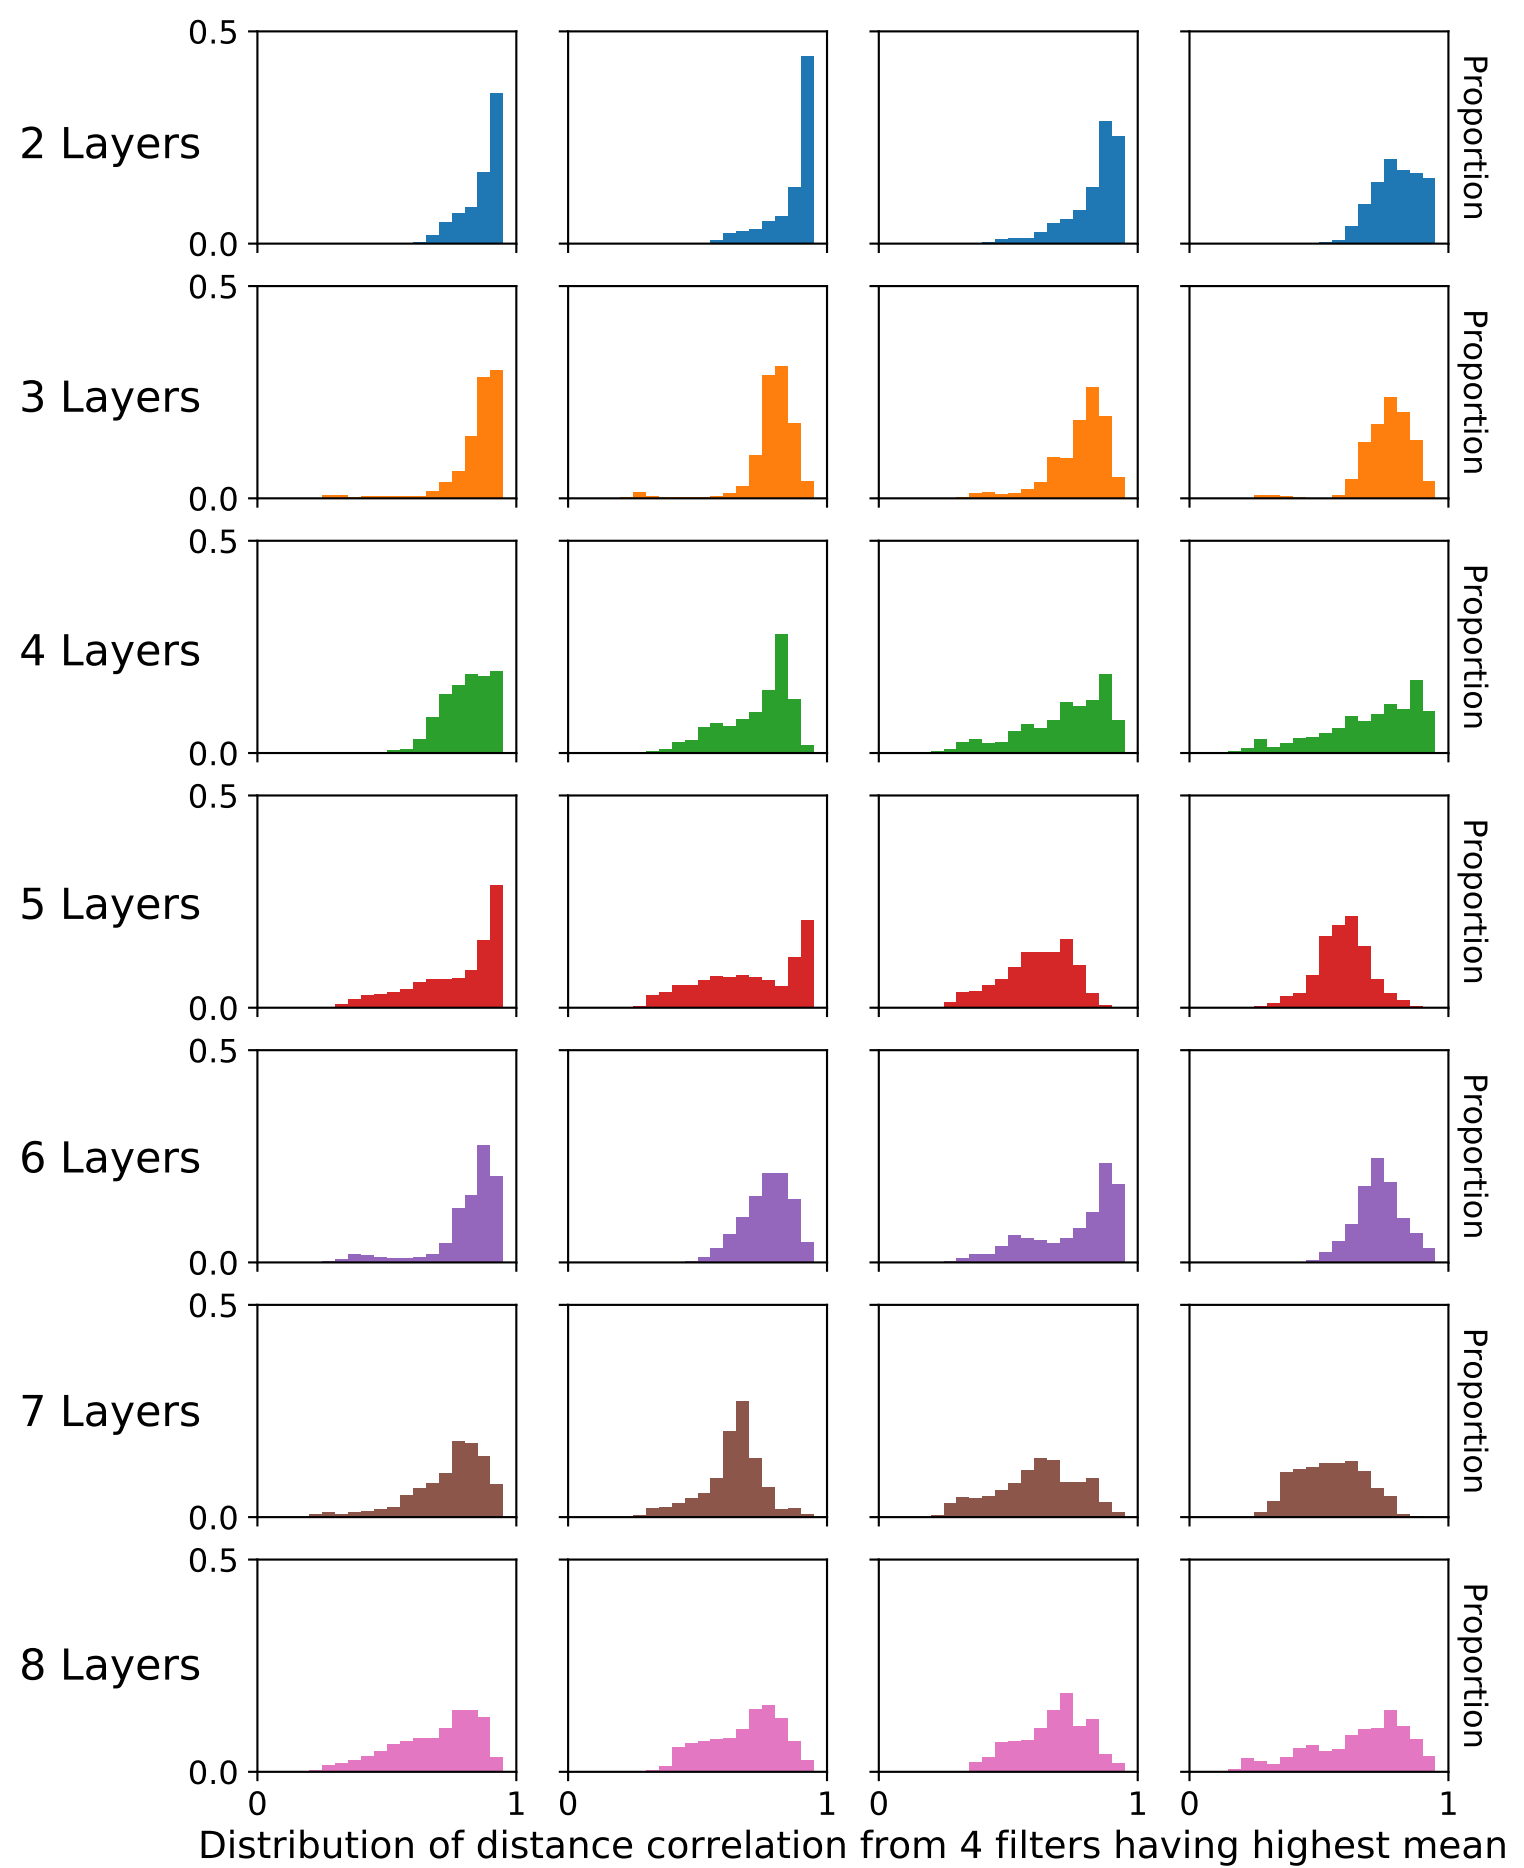 0.5
2 Layers
0.0
Proportion
0.5
3 Layers
0.0
Proportion
0.5
4 Layers
0.0
Proportion
0.5
5 Layers
0.0
Proportion
0.5
6 Layers
0.0
Proportion
0.5
7 Layers
0.0
Proportion
0.5
8 Layers
0.0
Proportion
0 1 0 1 0 1 0 1
Distribution of distance correlation from 4 filters having highest mean